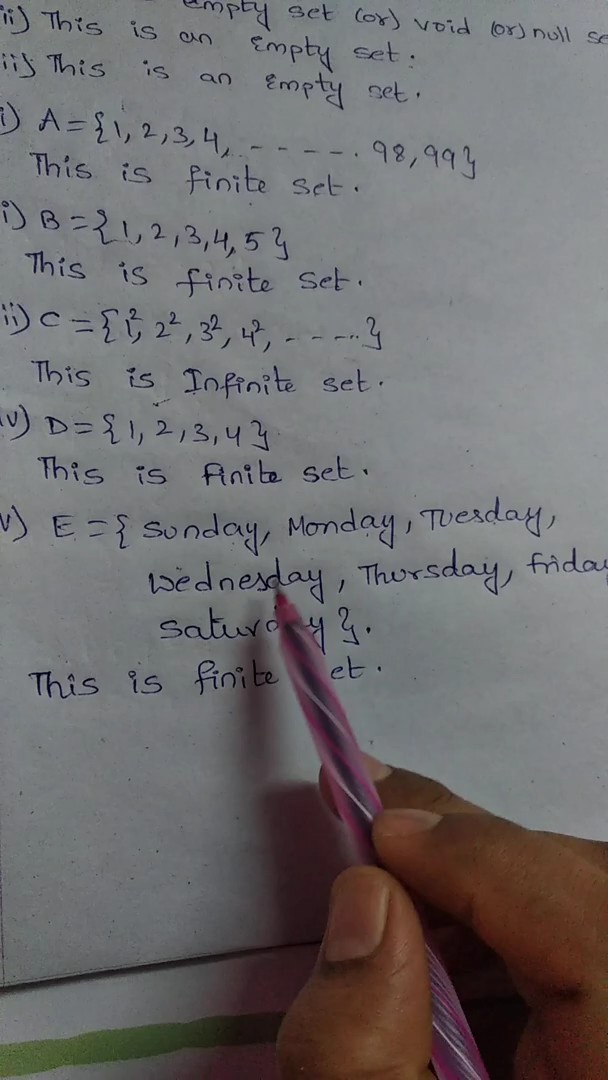 empty set (or) void (or) null se
ii) This is an Empty set.
iii) This is an Empty set.
i) A={1, 2, 3, 4, - - - - -. 98, 99}
This is finite set.
i) B={1, 2, 3, 4, 5}
This is finite set.
ii) C={1², 2², 3², 4², - - - ...}
This is Infinite set.
iv) D={1, 2, 3, 4}
This is finite set.
v) E={ Sunday, Monday, Tuesday,
Wednesday, Thursday, Friday
Saturday}.
This is finite et.